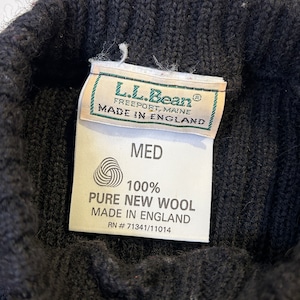 L.L.Bean®
FREEPORT, MAINE
MADE IN ENGLAND
MED
100%
PURE NEW WOOL
MADE IN ENGLAND
RN # 71341/11014